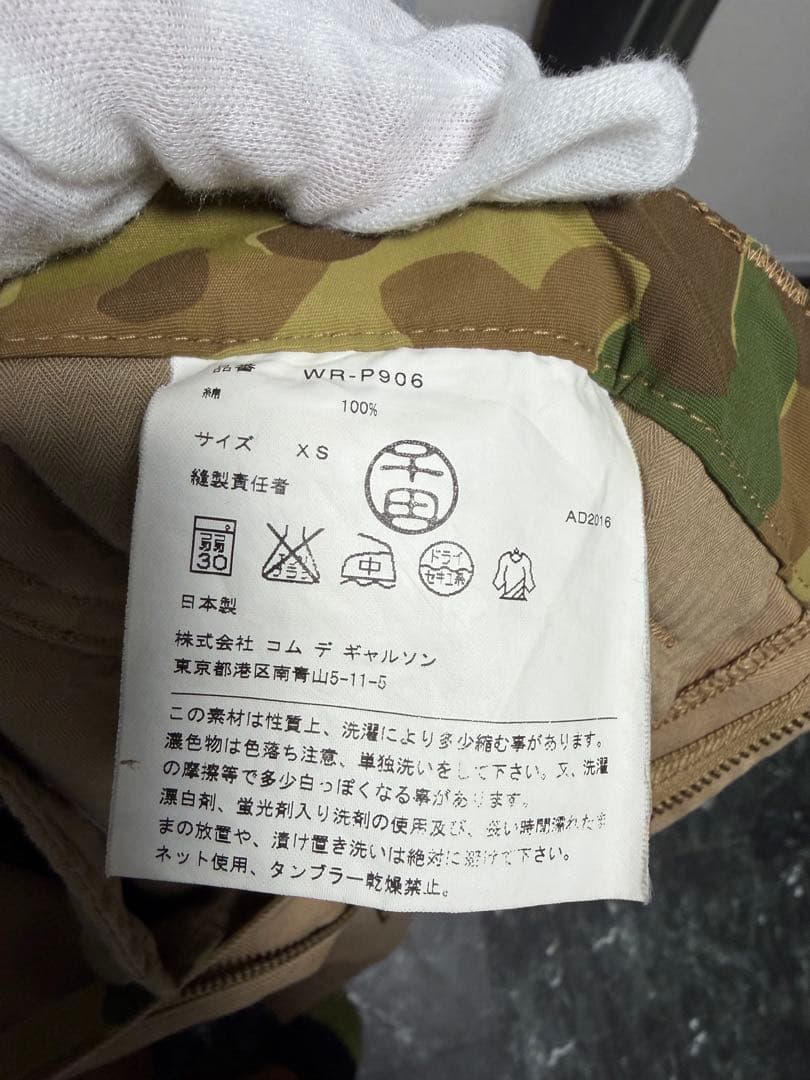 品番 WR-P906
綿 100%
サイズ XS
縫製責任者 千田
AD2016
弱 30
エンソサラシ
中
ドライ
セキユ系
日本製
株式会社 コム デ ギャルソン
東京都港区南青山5-11-5
この素材は性質上、洗濯により多少縮む事があります。
濃色物は色落ち注意、単独洗いをして下さい。又、洗濯
の摩擦等で多少白っぽくなる事があります。
漂白剤、蛍光剤入り洗剤の使用及び、長い時間濡れたま
まの放置や、漬け置き洗いは絶対に避けて下さい。
ネット使用、タンブラー乾燥禁止。